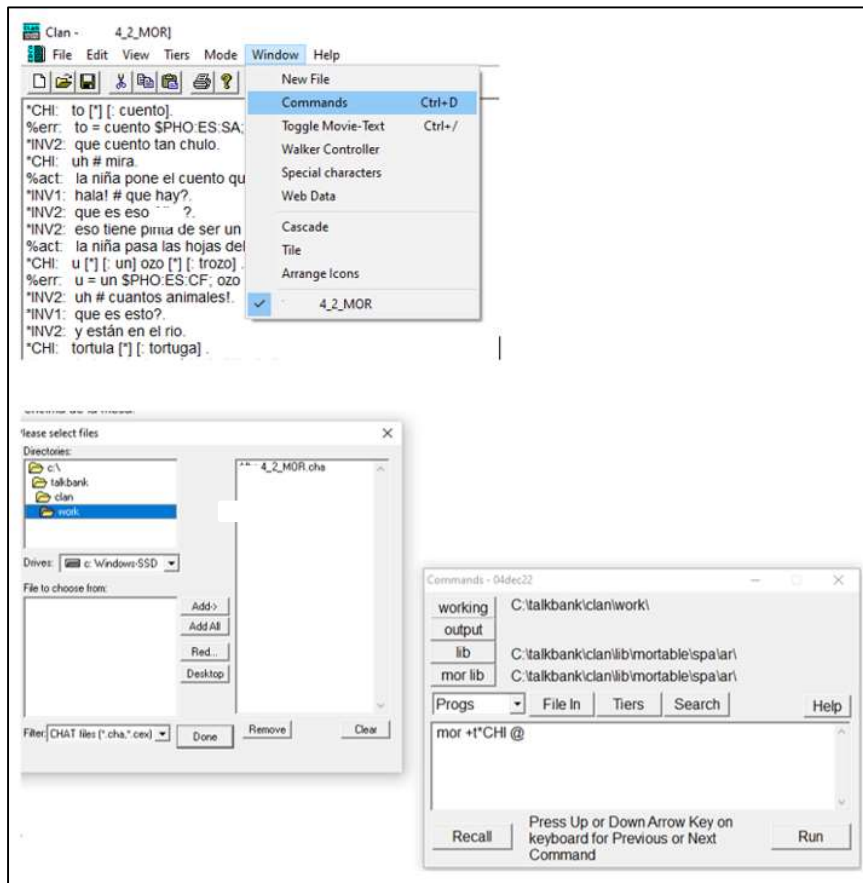 Clan - 4_2_MOR]
File Edit View Tiers Mode Window Help
New File
Commands Ctrl+D
Toggle Movie-Text Ctrl+/
Walker Controller
Special characters
Web Data
Cascade
Tile
Arrange Icons
4_2_MOR
*CHI: to [*] [: cuento].
%err: to = cuento $PHO:ES:SA;
*INV2: que cuento tan chulo.
*CHI: uh # mira.
%act: la niña pone el cuento qu
*INV1: hala! # que hay?.
*INV2: que es eso ?.
*INV2: eso tiene pinta de ser un
%act: la niña pasa las hojas del
*CHI: u [*] [: un] ozo [*] [: trozo] .
%err: u = un $PHO:ES:CF; ozo
*INV2: uh # cuantos animales!.
*INV1: que es esto?.
*INV2: y están en el rio.
*CHI: tortula [*] [: tortuga] .
lease select files
Directories:
c:\
talkbank
clan
work
4_2_MOR.cha
Drives: c: Windows-SSD
File to choose from:
Add->
Add All
Red...
Desktop
Filter: CHAT files (*.cha,*.cex)
Done
Remove
Clear
Commands - 04dec22
working C:\talkbank\clan\work\
output
lib C:\talkbank\clan\lib\mortable\spa\ar\
mor lib C:\talkbank\clan\lib\mortable\spa\ar\
Progs File In Tiers Search Help
mor +t*CHI @
Recall
Press Up or Down Arrow Key on
keyboard for Previous or Next
Command
Run